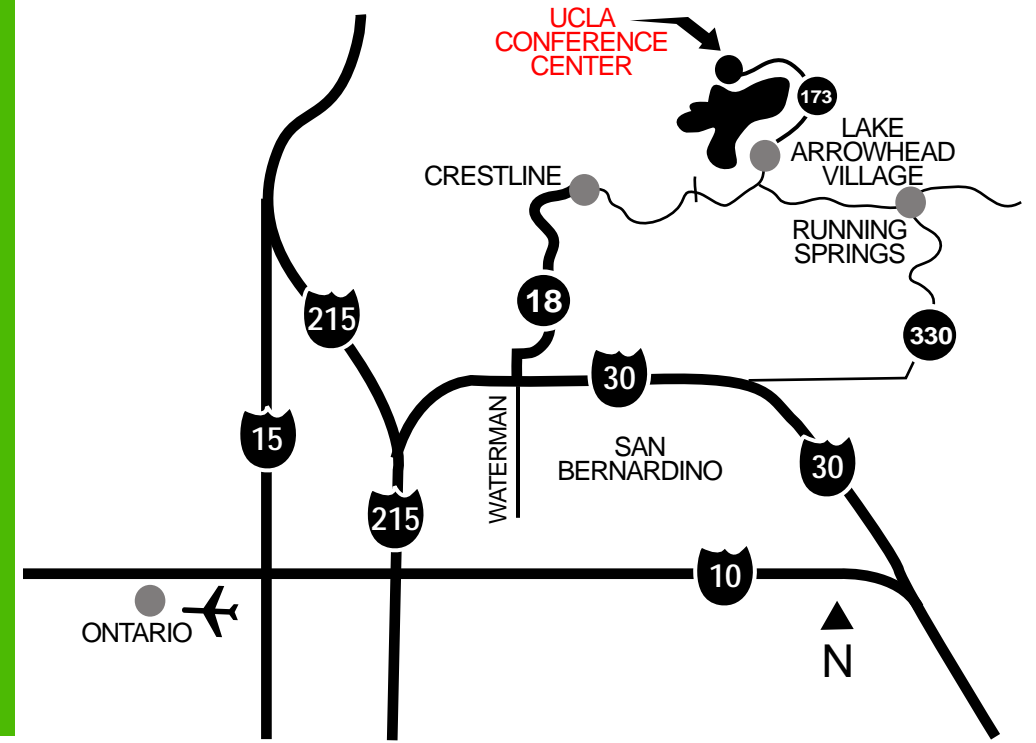 UCLA
CONFERENCE
CENTER
173
LAKE
ARROWHEAD
VILLAGE
CRESTLINE
RUNNING
SPRINGS
18
215
330
30
15
WATERMAN
SAN
BERNARDINO
30
215
10
ONTARIO
N